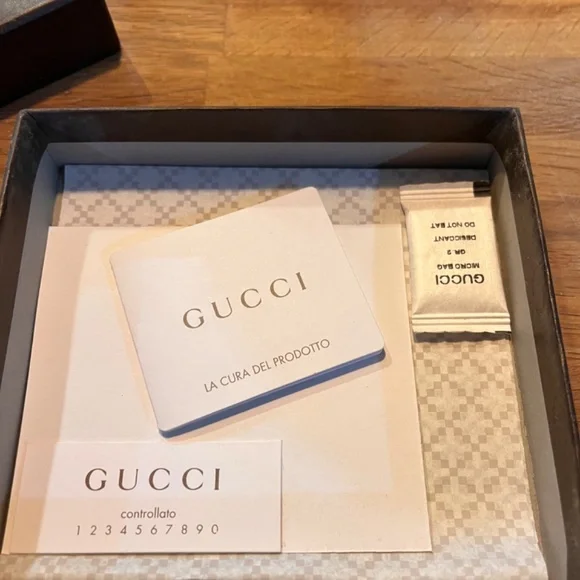 GUCCI
LA CURA DEL PRODOTTO
GUCCI
MICRO BAG
GR. 2
DESICCANT
DO NOT EAT
GUCCI
controllato
1 2 3 4 5 6 7 8 9 0